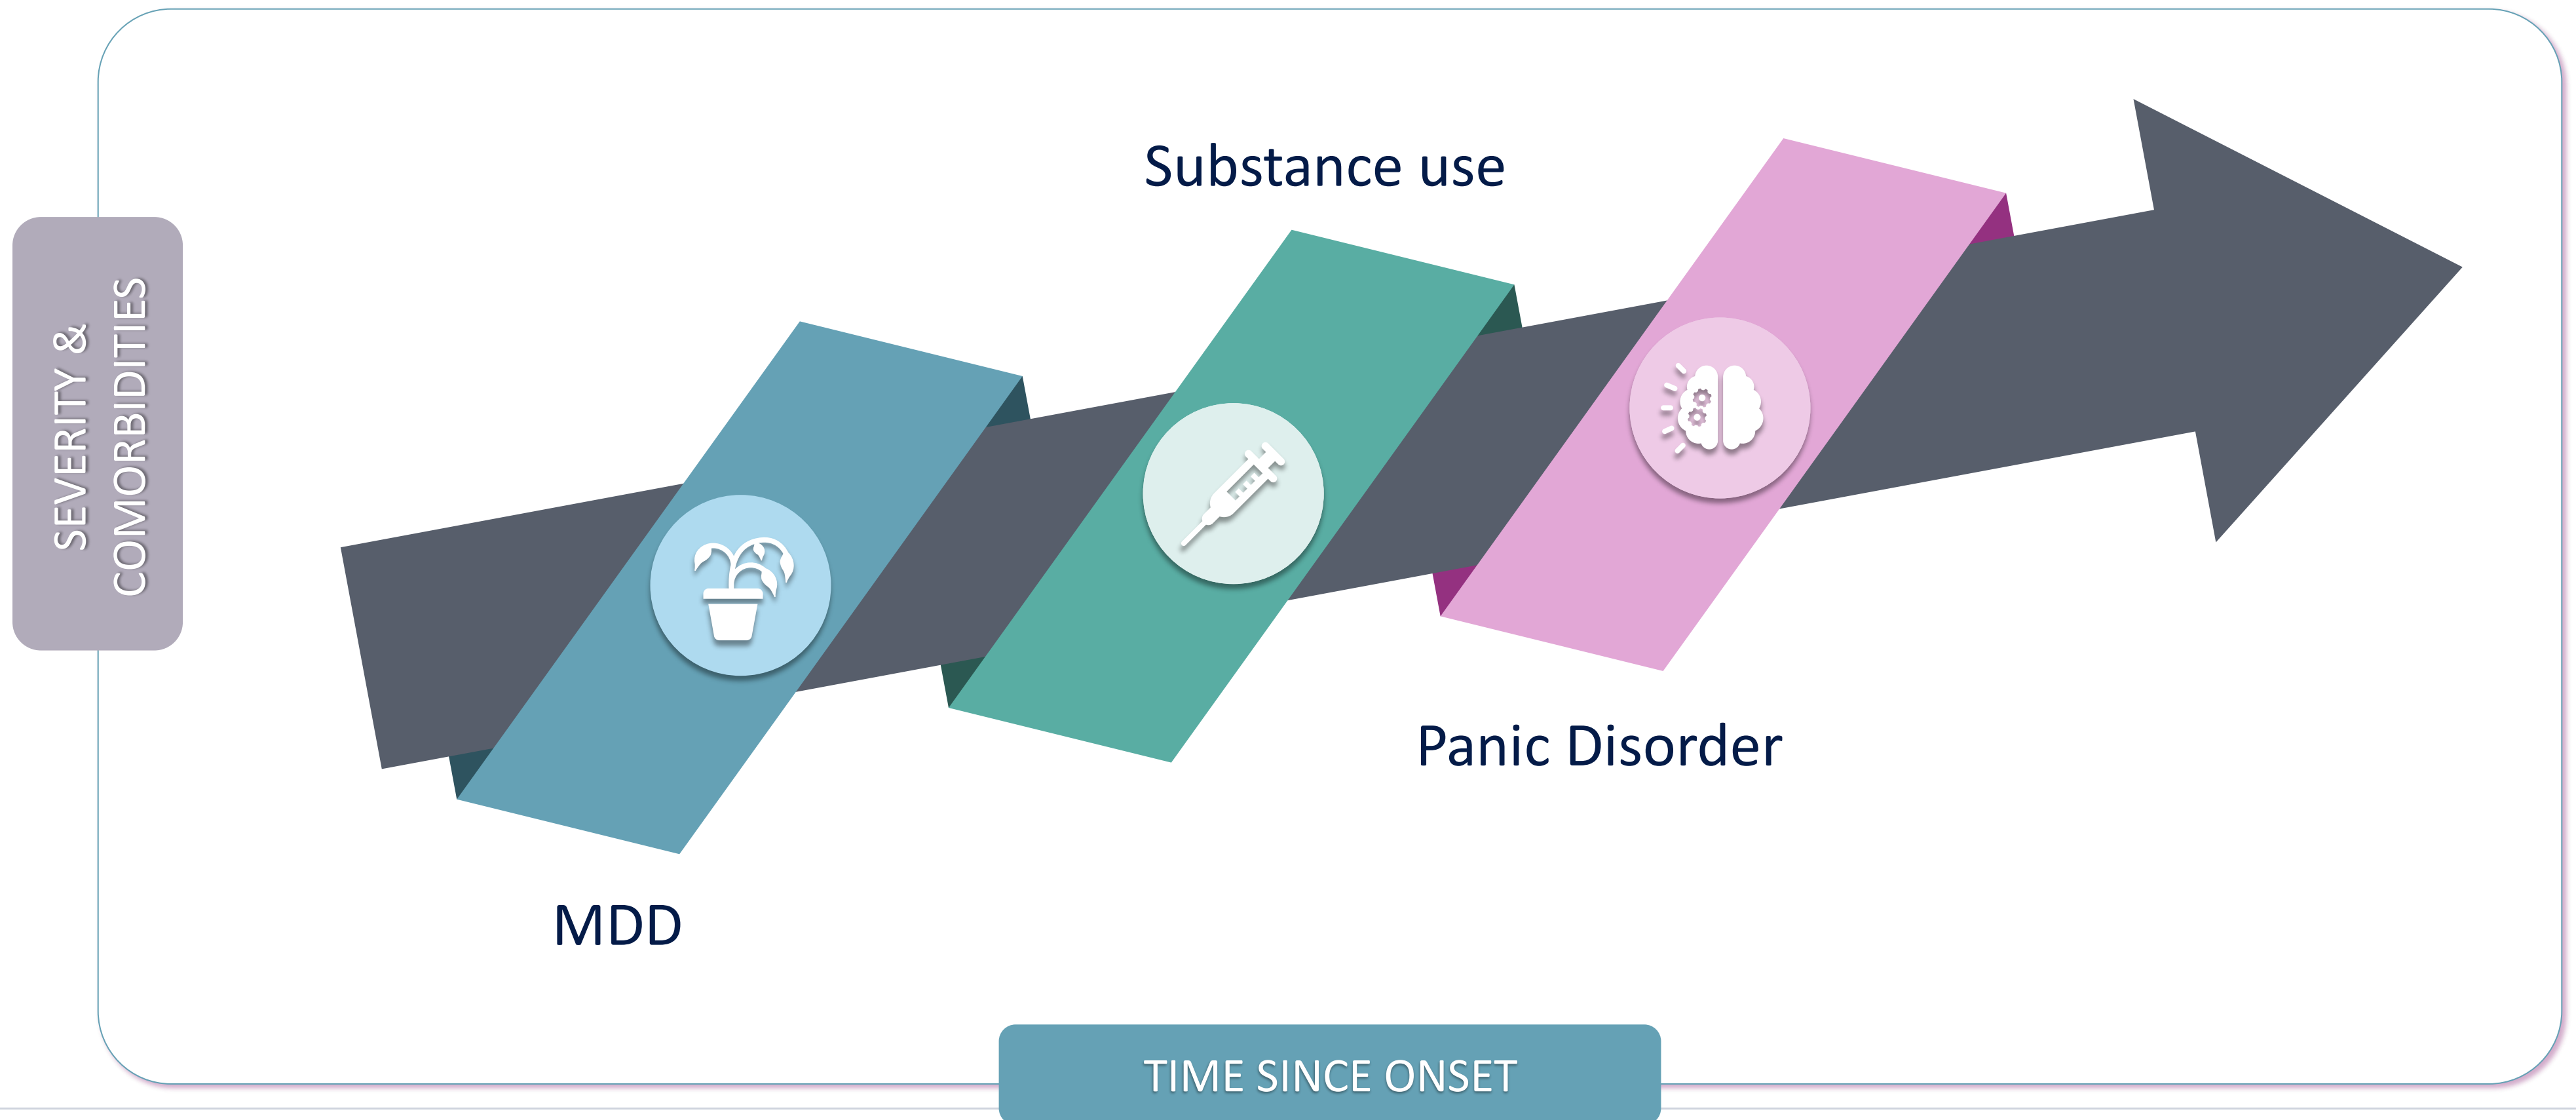 SEVERITY &
COMORBIDITIES
Substance use
Panic Disorder
MDD
TIME SINCE ONSET